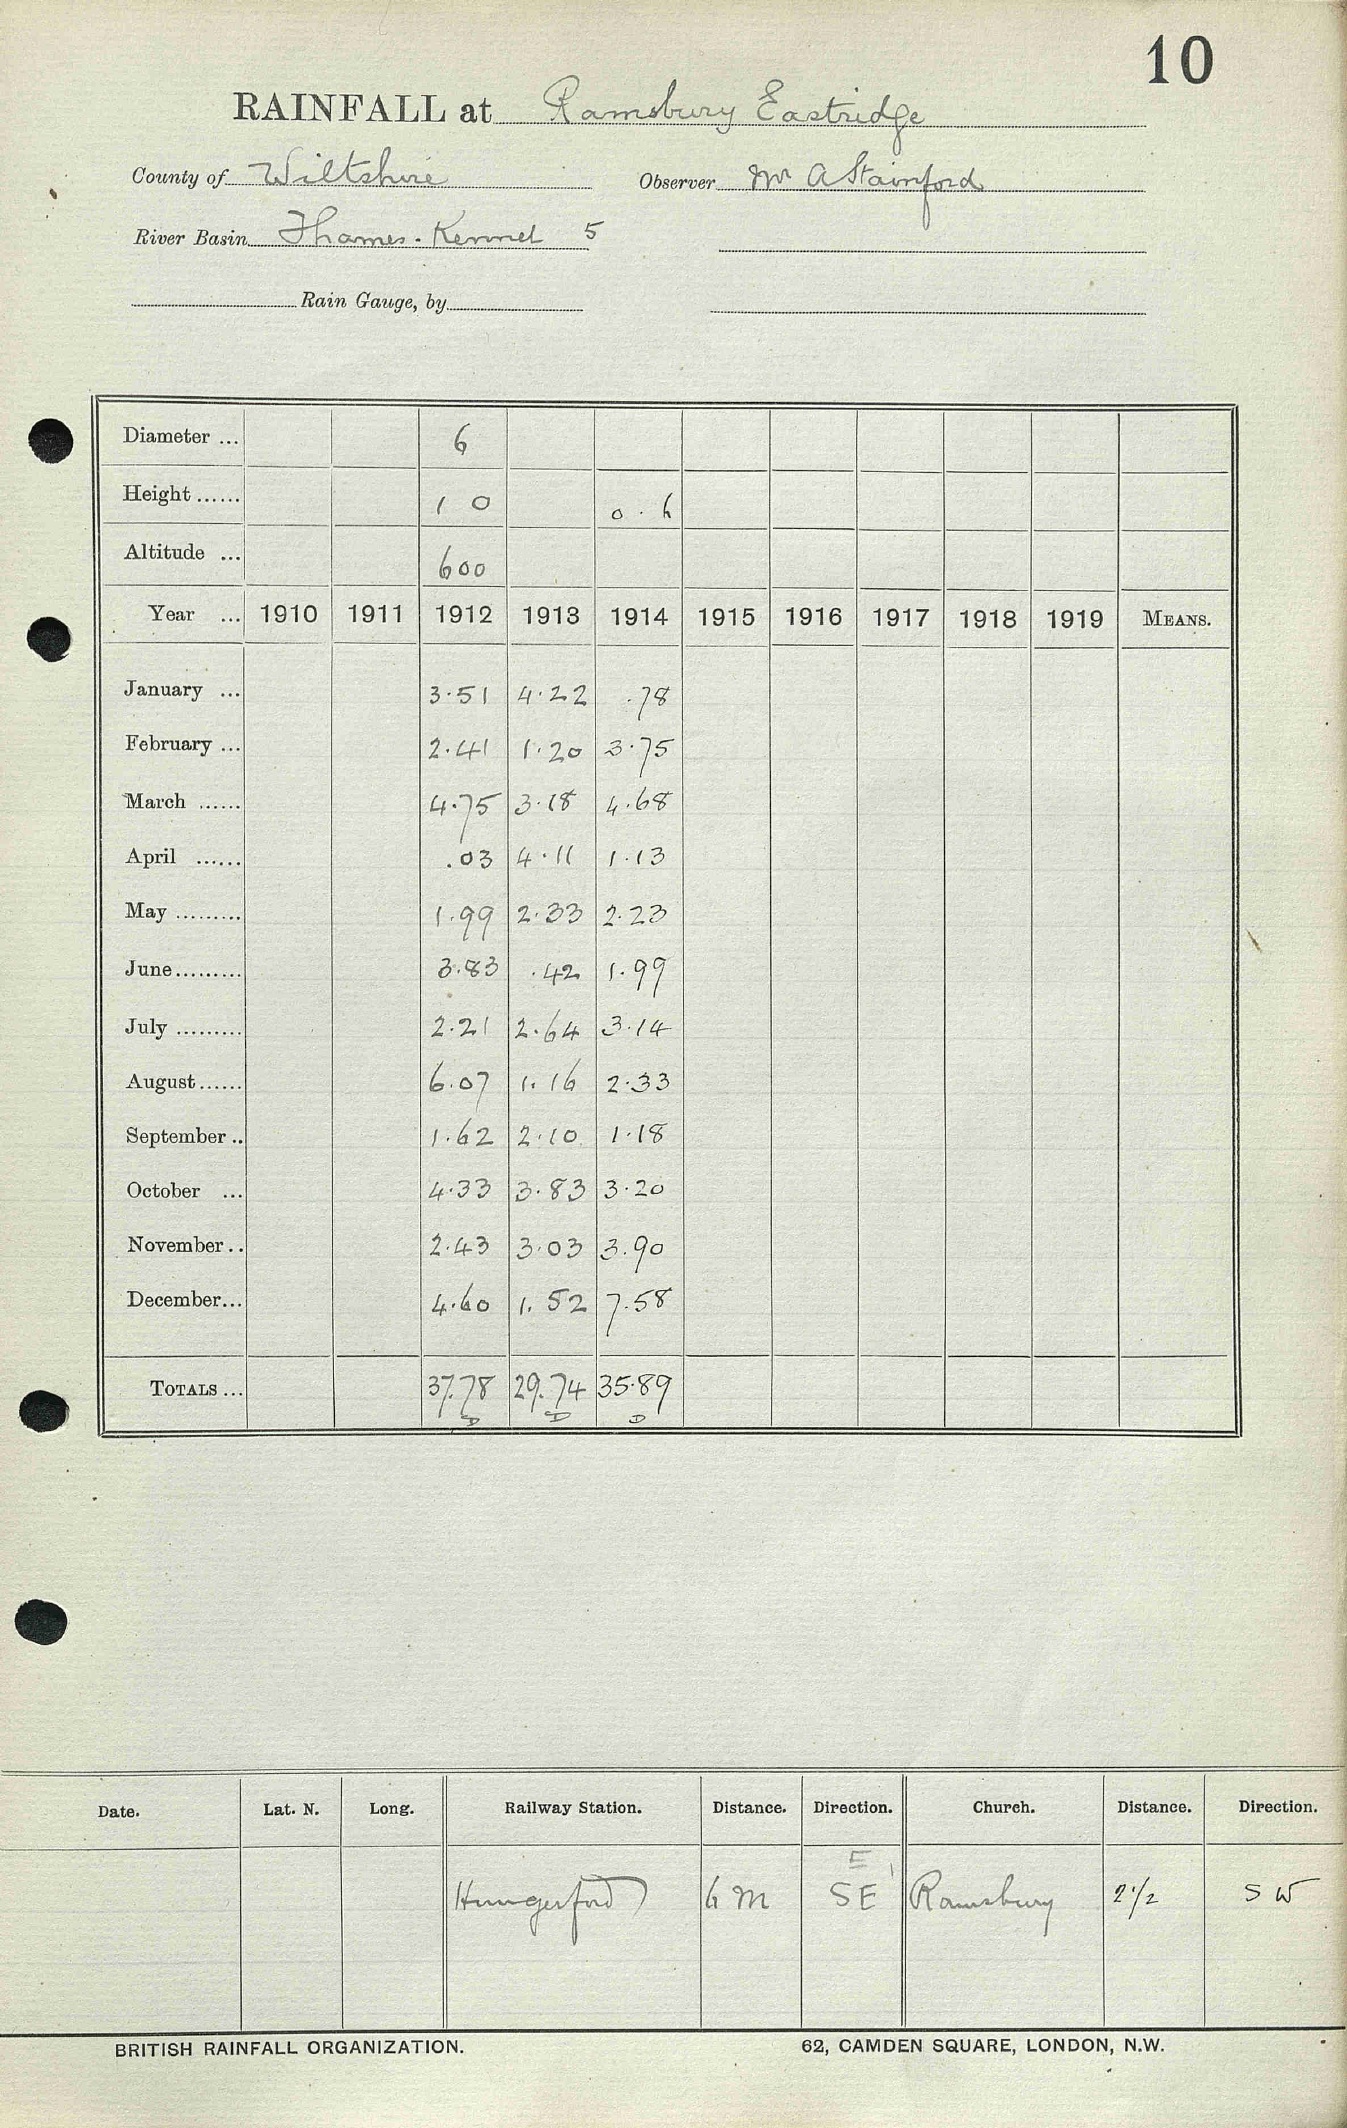 10
RAINFALL at Ramsbury Eastridge
County of Wiltshire Observer Mr A Stainford
River Basin Thames. Kennet 5
Rain Gauge, by
Diameter ... 6
Height ...... 1 0 0.6
Altitude ... 600
Year ... 1910 1911 1912 1913 1914 1915 1916 1917 1918 1919 MEANS.
January ... 3.51 4.22 .78
February ... 2.41 1.20 3.75
March ...... 4.75 3.18 4.68
April ...... .03 4.11 1.13
May ......... 1.99 2.33 2.23
June ......... 3.83 .42 1.99
July ......... 2.21 2.64 3.14
August ...... 6.07 1.16 2.33
September .. 1.62 2.10 1.18
October ... 4.33 3.83 3.20
November .. 2.43 3.03 3.90
December ... 4.60 1.52 7.58
TOTALS ... 37.78 29.74 35.89
D D D
Date. Lat. N. Long. Railway Station. Distance. Direction. Church. Distance. Direction.
E
Hungerford 6 m SE Ramsbury 2 1/2 SW
BRITISH RAINFALL ORGANIZATION. 62, CAMDEN SQUARE, LONDON, N.W.